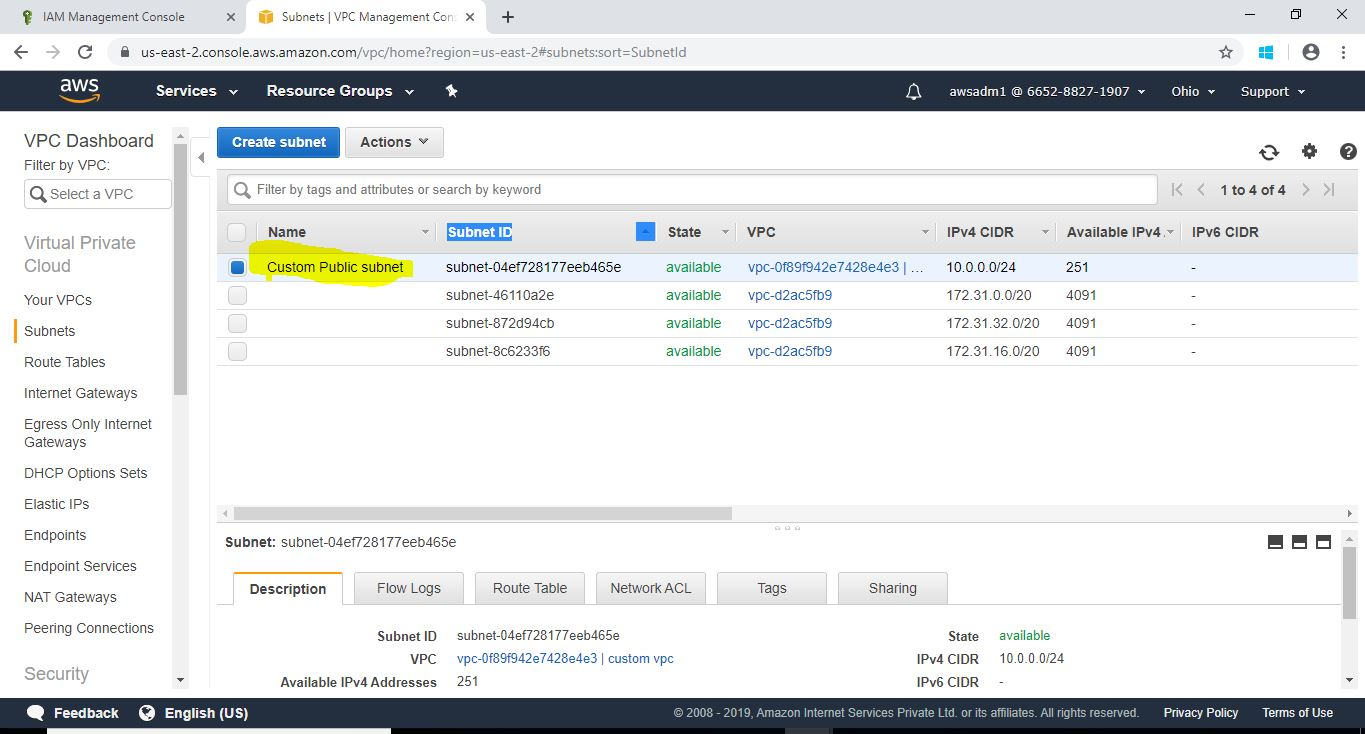 IAM Management Console
Subnets | VPC Management Con
us-east-2.console.aws.amazon.com/vpc/home?region=us-east-2#subnets:sort=SubnetId
aws Services Resource Groups awsadm1 @ 6652-8827-1907 Ohio Support
VPC Dashboard
Filter by VPC:
Select a VPC
Virtual Private
Cloud
Your VPCs
Subnets
Route Tables
Internet Gateways
Egress Only Internet
Gateways
DHCP Options Sets
Elastic IPs
Endpoints
Endpoint Services
NAT Gateways
Peering Connections
Security
Create subnet Actions
Filter by tags and attributes or search by keyword 1 to 4 of 4
Name Subnet ID State VPC IPv4 CIDR Available IPv4 . IPv6 CIDR
Custom Public subnet subnet-04ef728177eeb465e available vpc-0f89f942e7428e4e3 | ... 10.0.0.0/24 251 -
subnet-46110a2e available vpc-d2ac5fb9 172.31.0.0/20 4091 -
subnet-872d94cb available vpc-d2ac5fb9 172.31.32.0/20 4091 -
subnet-8c6233f6 available vpc-d2ac5fb9 172.31.16.0/20 4091 -
Subnet: subnet-04ef728177eeb465e
Description Flow Logs Route Table Network ACL Tags Sharing
Subnet ID subnet-04ef728177eeb465e State available
VPC vpc-0f89f942e7428e4e3 | custom vpc IPv4 CIDR 10.0.0.0/24
Available IPv4 Addresses 251 IPv6 CIDR -
Feedback English (US) © 2008 - 2019, Amazon Internet Services Private Ltd. or its affiliates. All rights reserved. Privacy Policy Terms of Use